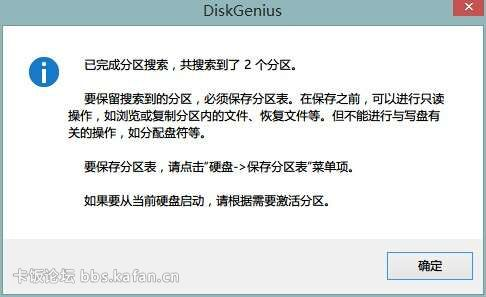 DiskGenius
已完成分区搜索，共搜索到了 2 个分区。
要保留搜索到的分区，必须保存分区表。在保存之前，可以进行只读
操作，如浏览或复制分区内的文件、恢复文件等。但不能进行与写盘有
关的操作，如分配盘符等。
要保存分区表，请点击"硬盘->保存分区表"菜单项。
如果要从当前硬盘启动，请根据需要激活分区。
确定
卡饭论坛 bbs.kafan.cn